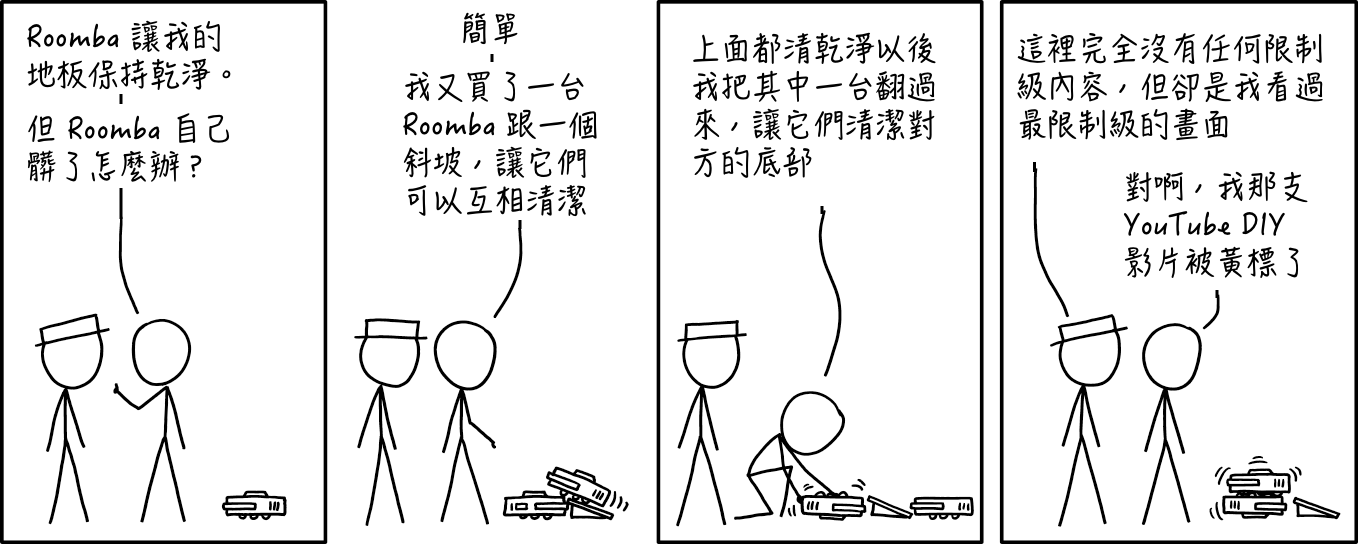 Roomba 讓我的
地板保持乾淨。
但 Roomba 自己
髒了怎麼辦？
簡單
我又買了一台
Roomba 跟一個
斜坡，讓它們
可以互相清潔
上面都清乾淨以後
我把其中一台翻過
來，讓它們清潔對
方的底部
這裡完全沒有任何限制
級內容，但卻是我看過
最限制級的畫面
對啊，我那支
YouTube DIY
影片被黃標了